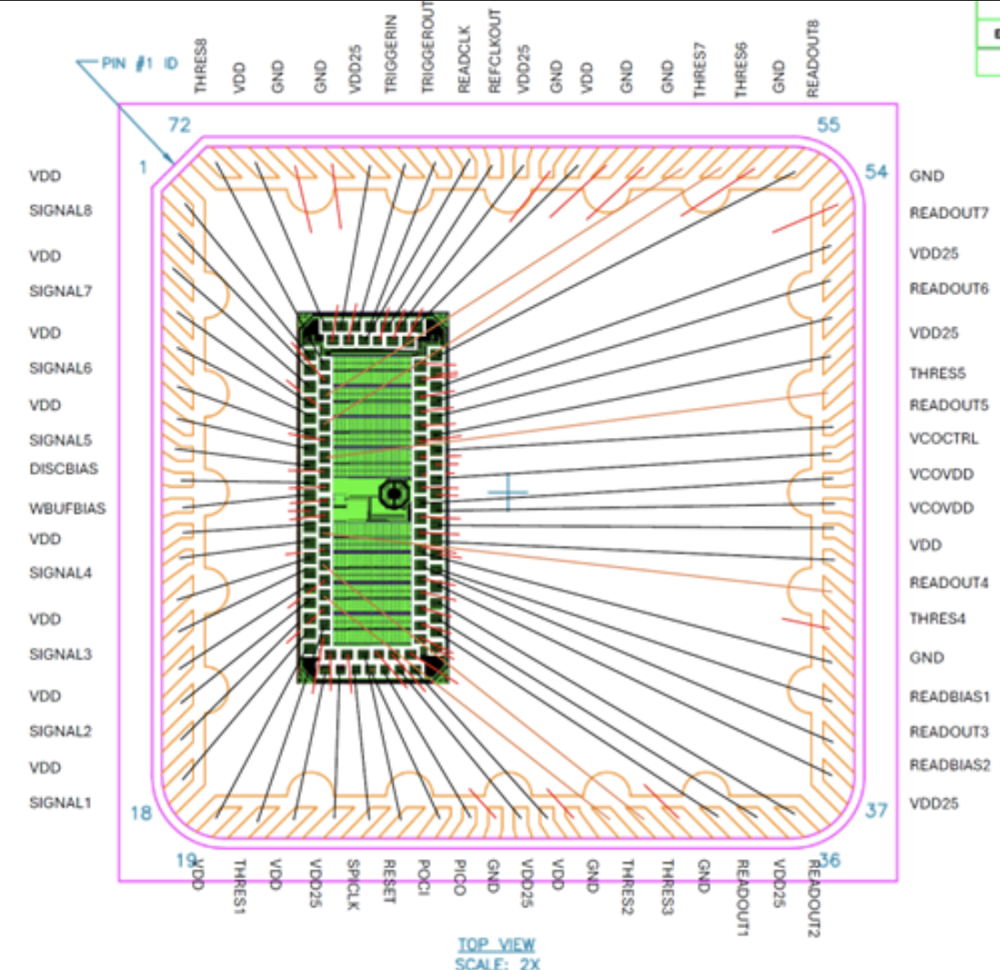 THRES8
VDD
GND
GND
VDD25
TRIGGERIN
TRIGGEROUT
READCLK
REFCLKOUT
VDD25
GND
VDD
GND
GND
THRES7
THRES6
GND
READOUT8
PIN #1 ID
72
55
1
54
VDD
SIGNAL8
VDD
SIGNAL7
VDD
SIGNAL6
VDD
SIGNAL5
DISCBIAS
WBUFBIAS
VDD
SIGNAL4
VDD
SIGNAL3
VDD
SIGNAL2
VDD
SIGNAL1
GND
READOUT7
VDD25
READOUT6
VDD25
THRES5
READOUT5
VCOCTRL
VCOVDD
VCOVDD
VDD
READOUT4
THRES4
GND
READBIAS1
READOUT3
READBIAS2
VDD25
18
37
19
36
VDD
THRES1
VDD
VDD25
SPICLK
RESET
POCI
PICO
GND
VDD25
VDD
GND
THRES2
THRES3
GND
READOUT1
VDD25
READOUT2
TOP VIEW
SCALE: 2X